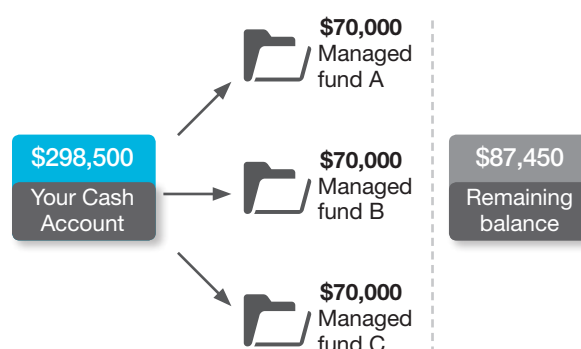 $70,000
Managed
fund A
$298,500
Your Cash
Account
$70,000
Managed
fund B
$87,450
Remaining
balance
$70,000
Managed
fund C